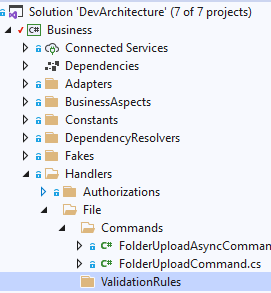 Solution 'DevArchitecture' (7 of 7 projects)
C# Business
Connected Services
Dependencies
Adapters
BusinessAspects
Constants
DependencyResolvers
Fakes
Handlers
Authorizations
File
Commands
C# FolderUploadAsyncComman
C# FolderUploadCommand.cs
ValidationRules